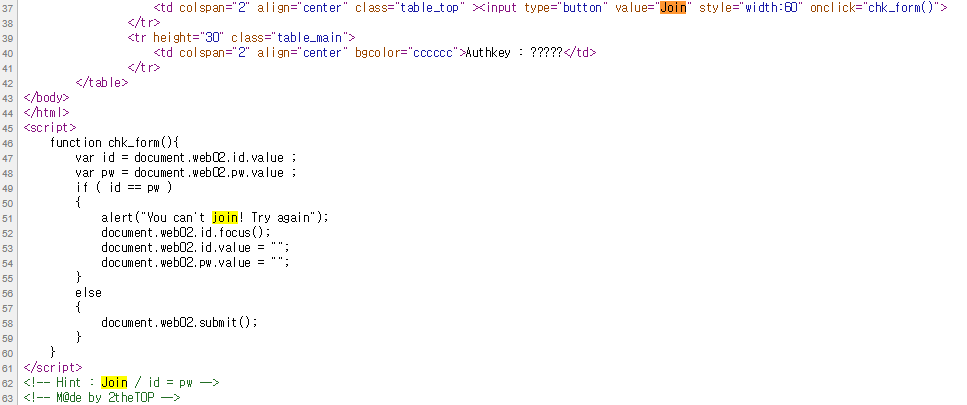 37 <td colspan="2" align="center" class="table_top" ><input type="button" value="Join" style="width:60" onclick="chk_form()">
38 </tr>
39 <tr height="30" class="table_main">
40 <td colspan="2" align="center" bgcolor="cccccc">Authkey : ?????</td>
41 </tr>
42 </table>
43 </body>
44 </html>
45 <script>
46 function chk_form(){
47 var id = document.web02.id.value ;
48 var pw = document.web02.pw.value ;
49 if ( id == pw )
50 {
51 alert("You can't join! Try again");
52 document.web02.id.focus();
53 document.web02.id.value = "";
54 document.web02.pw.value = "";
55 }
56 else
57 {
58 document.web02.submit();
59 }
60 }
61 </script>
62 <!-- Hint : Join / id = pw -->
63 <!-- M@de by 2theT0P -->